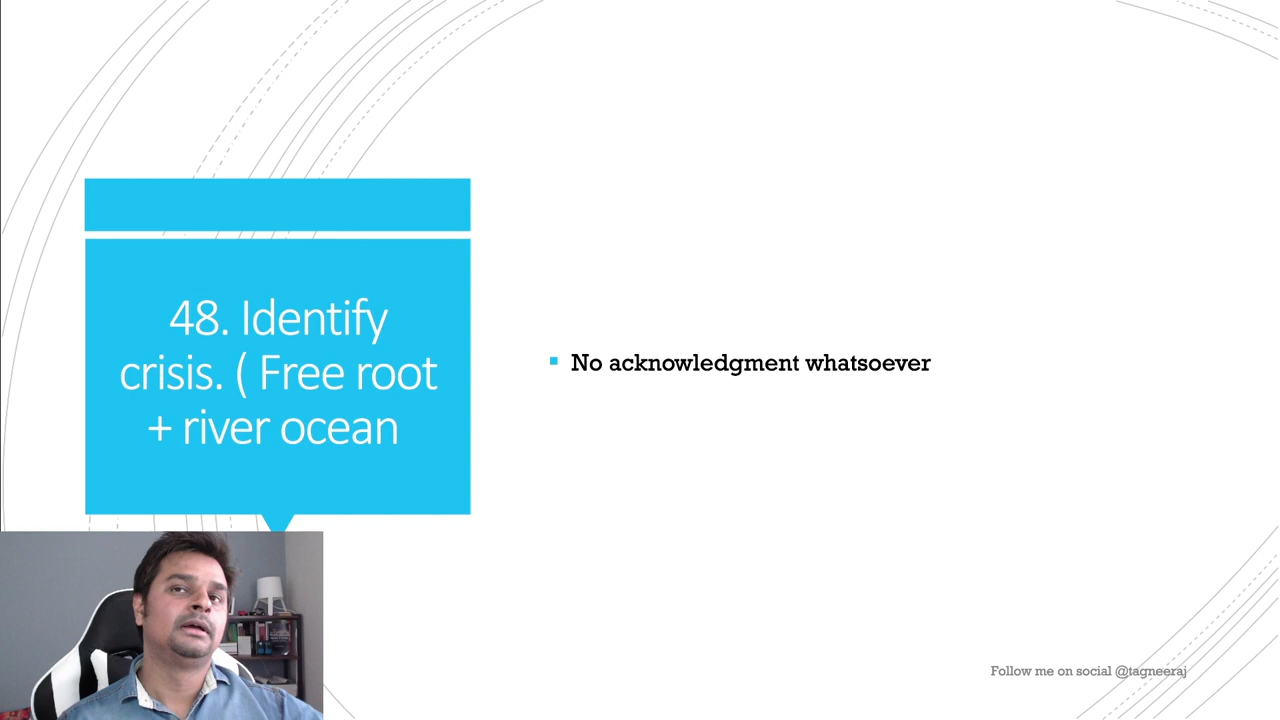 48. Identify
crisis. ( Free root
+ river ocean
No acknowledgment whatsoever
Follow me on social @tagneeraj